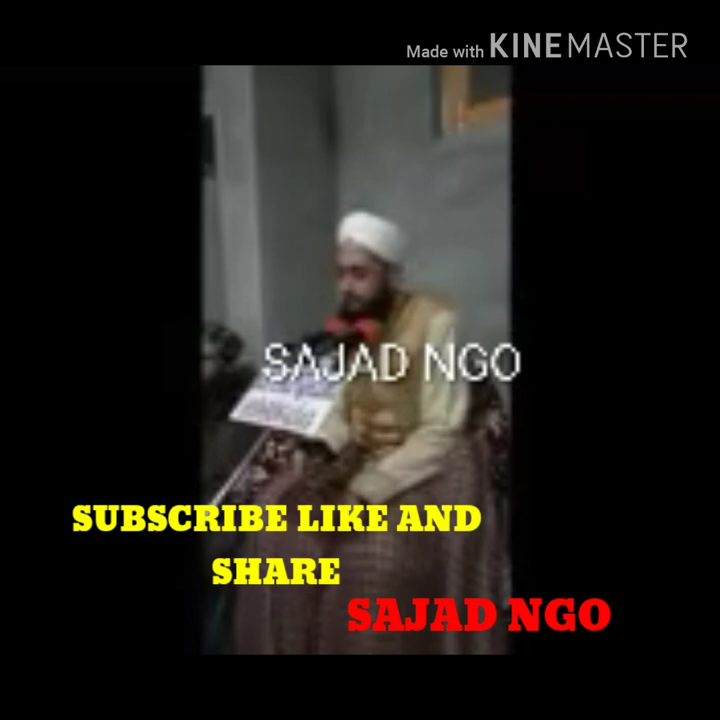 Made with KINEMASTER
SAJAD NGO
SUBSCRIBE LIKE AND
SHARE
SAJAD NGO